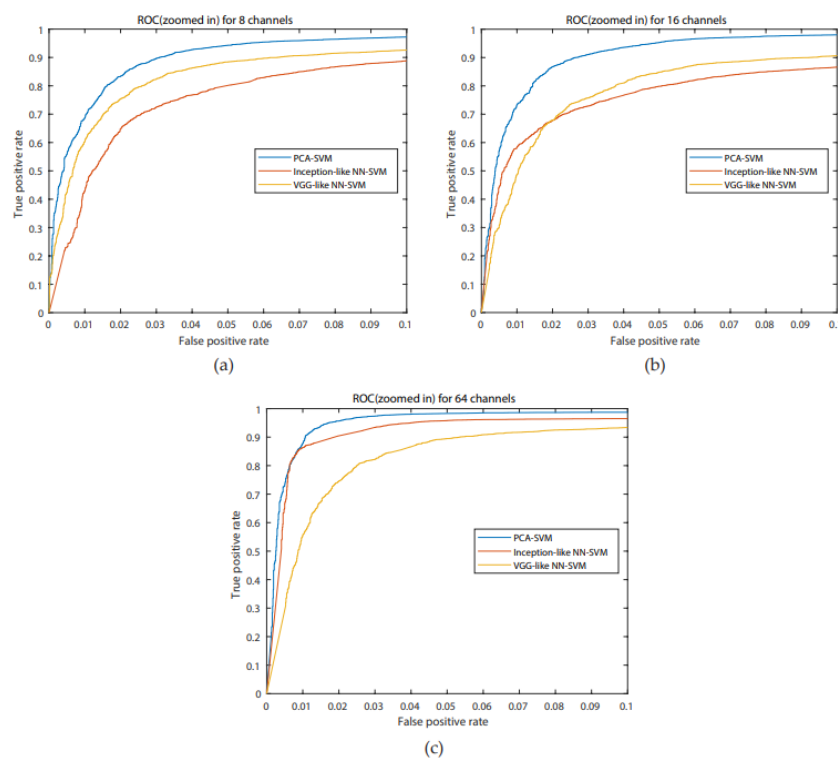 ROC(zoomed in) for 8 channels
True positive rate
1
0.9
0.8
0.7
0.6
0.5
0.4
0.3
0.2
0.1
0
PCA-SVM
Inception-like NN-SVM
VGG-like NN-SVM
0 0.01 0.02 0.03 0.04 0.05 0.06 0.07 0.08 0.09 0.1
False positive rate
(a)
ROC(zoomed in) for 16 channels
True positive rate
1
0.9
0.8
0.7
0.6
0.5
0.4
0.3
0.2
0.1
0
PCA-SVM
Inception-like NN-SVM
VGG-like NN-SVM
0 0.01 0.02 0.03 0.04 0.05 0.06 0.07 0.08 0.09 0.
False positive rate
(b)
ROC(zoomed in) for 64 channels
True positive rate
1
0.9
0.8
0.7
0.6
0.5
0.4
0.3
0.2
0.1
0
PCA-SVM
Inception-like NN-SVM
VGG-like NN-SVM
0 0.01 0.02 0.03 0.04 0.05 0.06 0.07 0.08 0.09 0.1
False positive rate
(c)